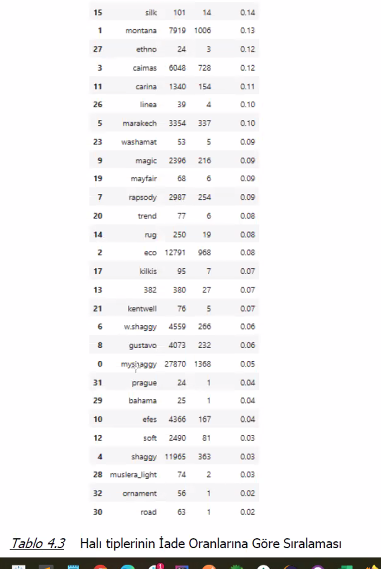 15 silk 101 14 0.14
1 montana 7919 1006 0.13
27 ethno 24 3 0.12
3 caimas 6048 728 0.12
11 carina 1340 154 0.11
26 linea 39 4 0.10
5 marakech 3354 337 0.10
23 washamat 53 5 0.09
9 magic 2396 216 0.09
19 mayfair 68 6 0.09
7 rapsody 2987 254 0.09
20 trend 77 6 0.08
14 rug 250 19 0.08
2 eco 12791 968 0.08
17 kilkis 95 7 0.07
13 382 380 27 0.07
21 kentwell 76 5 0.07
6 w.shaggy 4559 266 0.06
8 gustavo 4073 232 0.06
0 myshaggy 27870 1368 0.05
31 prague 24 1 0.04
29 bahama 25 1 0.04
10 efes 4366 167 0.04
12 soft 2490 81 0.03
4 shaggy 11965 363 0.03
28 muslera_light 74 2 0.03
32 ornament 56 1 0.02
30 road 63 1 0.02
Tablo 4.3 Halı tiplerinin İade Oranlarına Göre Sıralaması